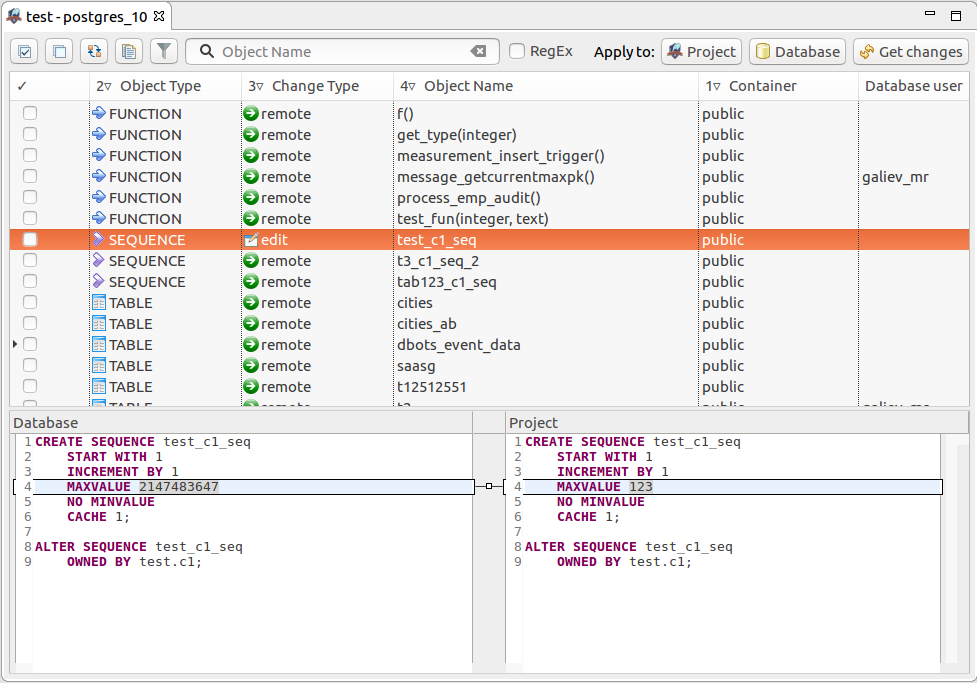 test - postgres_10
Object Name RegEx Apply to: Project Database Get changes
✓ 2 Object Type 3 Change Type 4 Object Name 1 Container Database user
FUNCTION remote f() public
FUNCTION remote get_type(integer) public
FUNCTION remote measurement_insert_trigger() public
FUNCTION remote message_getcurrentmaxpk() public galiev_mr
FUNCTION remote process_emp_audit() public
FUNCTION remote test_fun(integer, text) public
SEQUENCE edit test_c1_seq public
SEQUENCE remote t3_c1_seq_2 public
SEQUENCE remote tab123_c1_seq public
TABLE remote cities public
TABLE remote cities_ab public
TABLE remote dbots_event_data public
TABLE remote saasg public
TABLE remote t12512551 public
Database
1 CREATE SEQUENCE test_c1_seq
2 START WITH 1
3 INCREMENT BY 1
4 MAXVALUE 2147483647
5 NO MINVALUE
6 CACHE 1;
7
8 ALTER SEQUENCE test_c1_seq
9 OWNED BY test.c1;
Project
1 CREATE SEQUENCE test_c1_seq
2 START WITH 1
3 INCREMENT BY 1
4 MAXVALUE 123
5 NO MINVALUE
6 CACHE 1;
7
8 ALTER SEQUENCE test_c1_seq
9 OWNED BY test.c1;